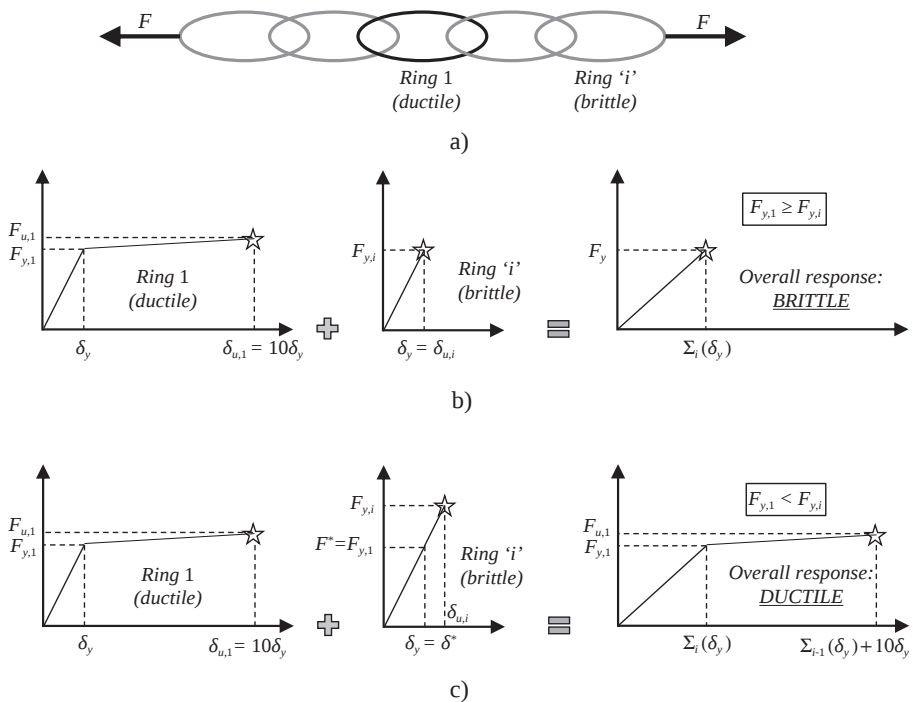 F F
Ring 1
(ductile)
Ring ‘i’
(brittle)
a)
F_{u,1}
F_{y,1}
Ring 1
(ductile)
δ_y
δ_{u,1} = 10δ_y
F_{y,i}
Ring ‘i’
(brittle)
δ_y = δ_{u,i}
F_{y,1} ≥ F_{y,i}
F_y
Overall response:
BRITTLE
Σ_i(δ_y)
b)
F_{u,1}
F_{y,1}
Ring 1
(ductile)
δ_y
δ_{u,1} = 10δ_y
F_{y,i}
F*=F_{y,1}
Ring ‘i’
(brittle)
δ_{u,i}
δ_y = δ*
F_{y,1} < F_{y,i}
F_{u,1}
F_{y,1}
Overall response:
DUCTILE
Σ_i(δ_y)
Σ_{i-1}(δ_y)+10δ_y
c)